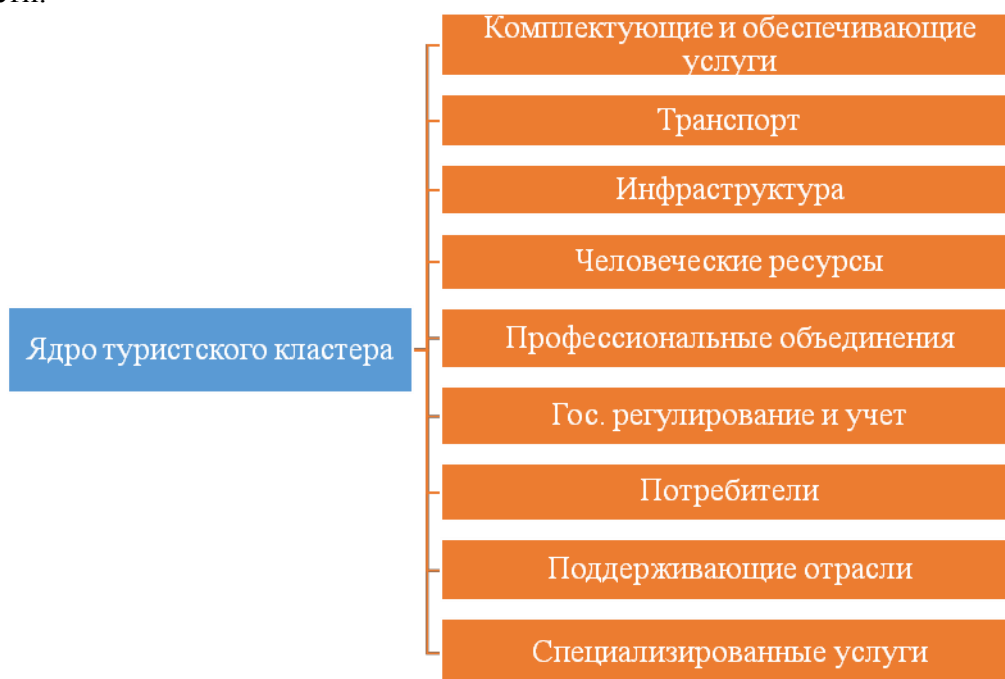 Комплектующие и обеспечивающие
услуги
Транспорт
Инфраструктура
Человеческие ресурсы
Ядро туристского кластера
Профессиональные объединения
Гос. регулирование и учет
Потребители
Поддерживающие отрасли
Специализированные услуги